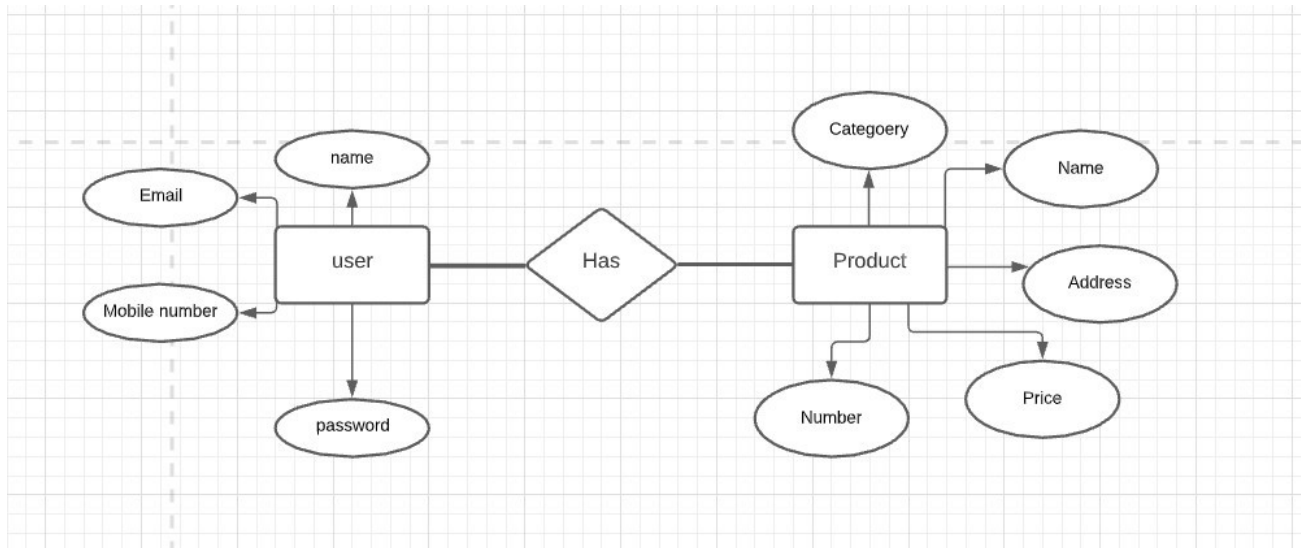 Categoery
name
Name
Email
user
Has
Product
Address
Mobile number
Price
Number
password